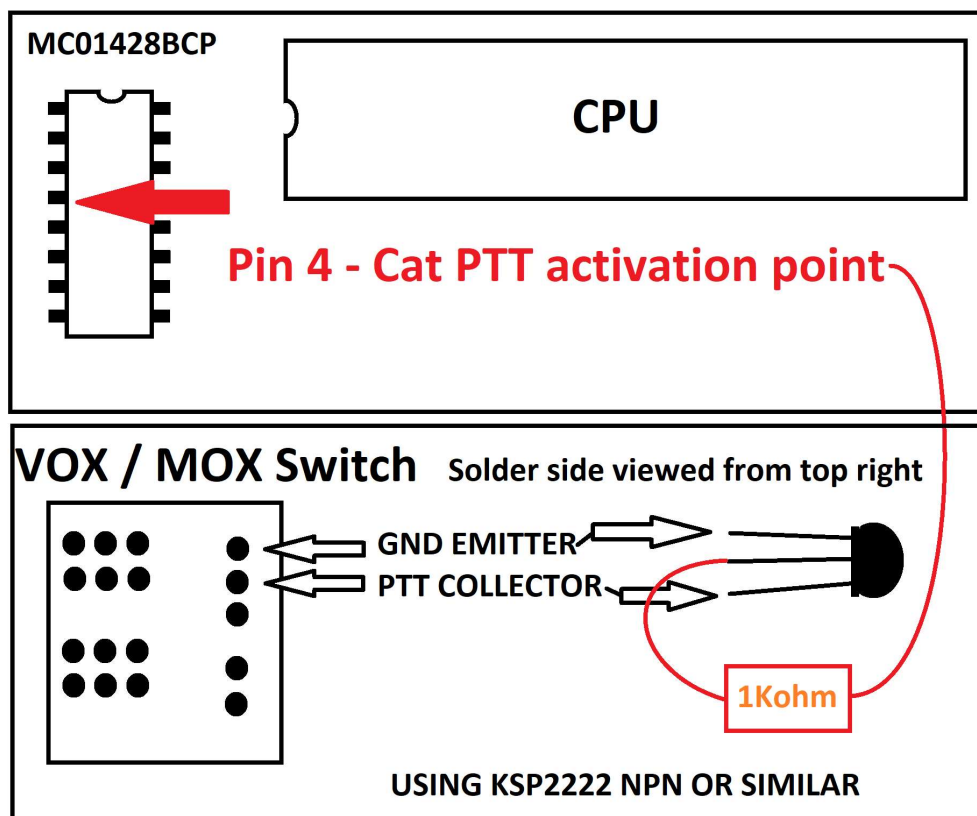 MC01428BCP
CPU
Pin 4 - Cat PTT activation point
VOX / MOX Switch
Solder side viewed from top right
GND EMITTER
PTT COLLECTOR
1Kohm
USING KSP2222 NPN OR SIMILAR